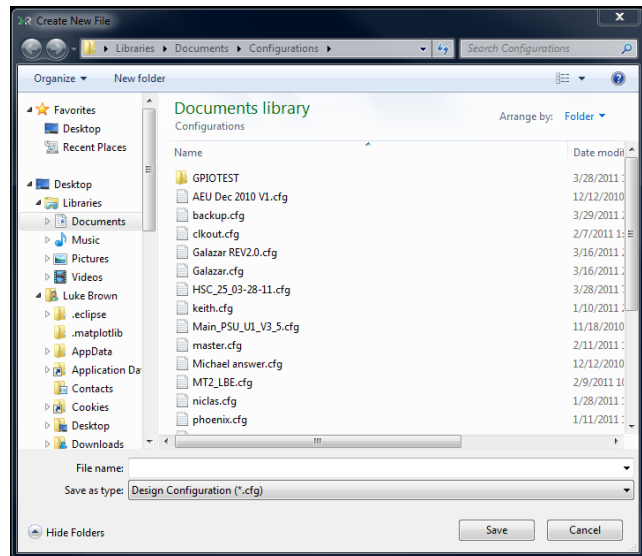 Create New File
Libraries Documents Configurations
Search Configurations
Organize New folder
Favorites
Desktop
Recent Places
Desktop
Libraries
Documents
Music
Pictures
Videos
Luke Brown
.eclipse
.matplotlib
AppData
Application Da
Contacts
Cookies
Desktop
Downloads
Documents library
Configurations
Arrange by: Folder
Name Date modif
GPIOTEST 3/28/2011
AEU Dec 2010 V1.cfg 12/12/2010
backup.cfg 3/29/2011
clkout.cfg 2/7/2011
Galazar REV2.0.cfg 3/16/2011
Galazar.cfg 3/16/2011
HSC_25_03-28-11.cfg 3/28/2011
keith.cfg 1/10/2011
Main_PSU_U1_V3_5.cfg 11/18/2010
master.cfg 2/11/2011
Michael answer.cfg 12/12/2010
MT2_LBE.cfg 2/9/2011
niclas.cfg 1/28/2011
phoenix.cfg 1/11/2011
File name:
Save as type: Design Configuration (*.cfg)
Hide Folders
Save Cancel